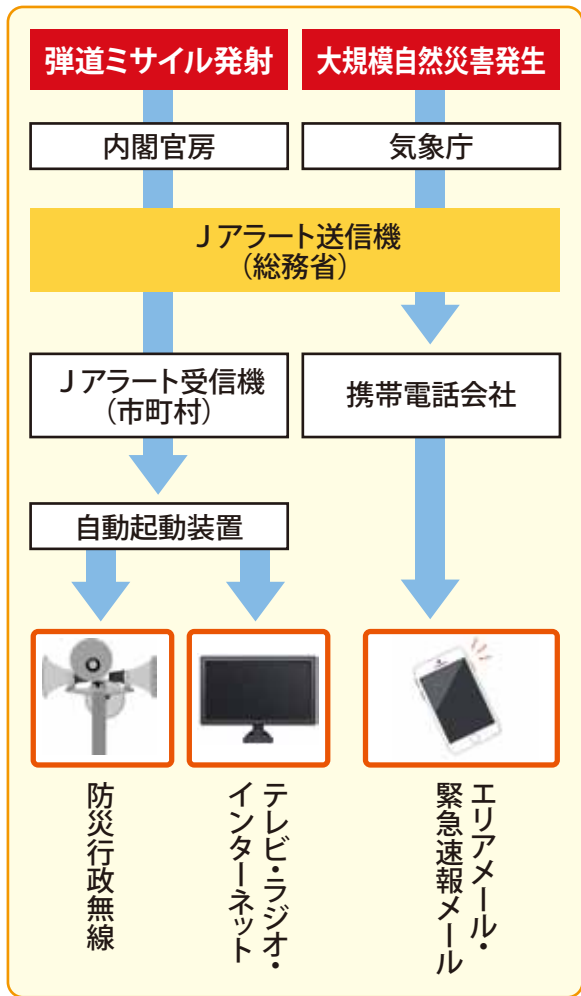 弾道ミサイル発射
大規模自然災害発生
内閣官房
気象庁
Jアラート送信機
(総務省)
Jアラート受信機
(市町村)
携帯電話会社
自動起動装置
防災行政無線
テレビ・ラジオ・
インターネット
エリアメール・
緊急速報メール